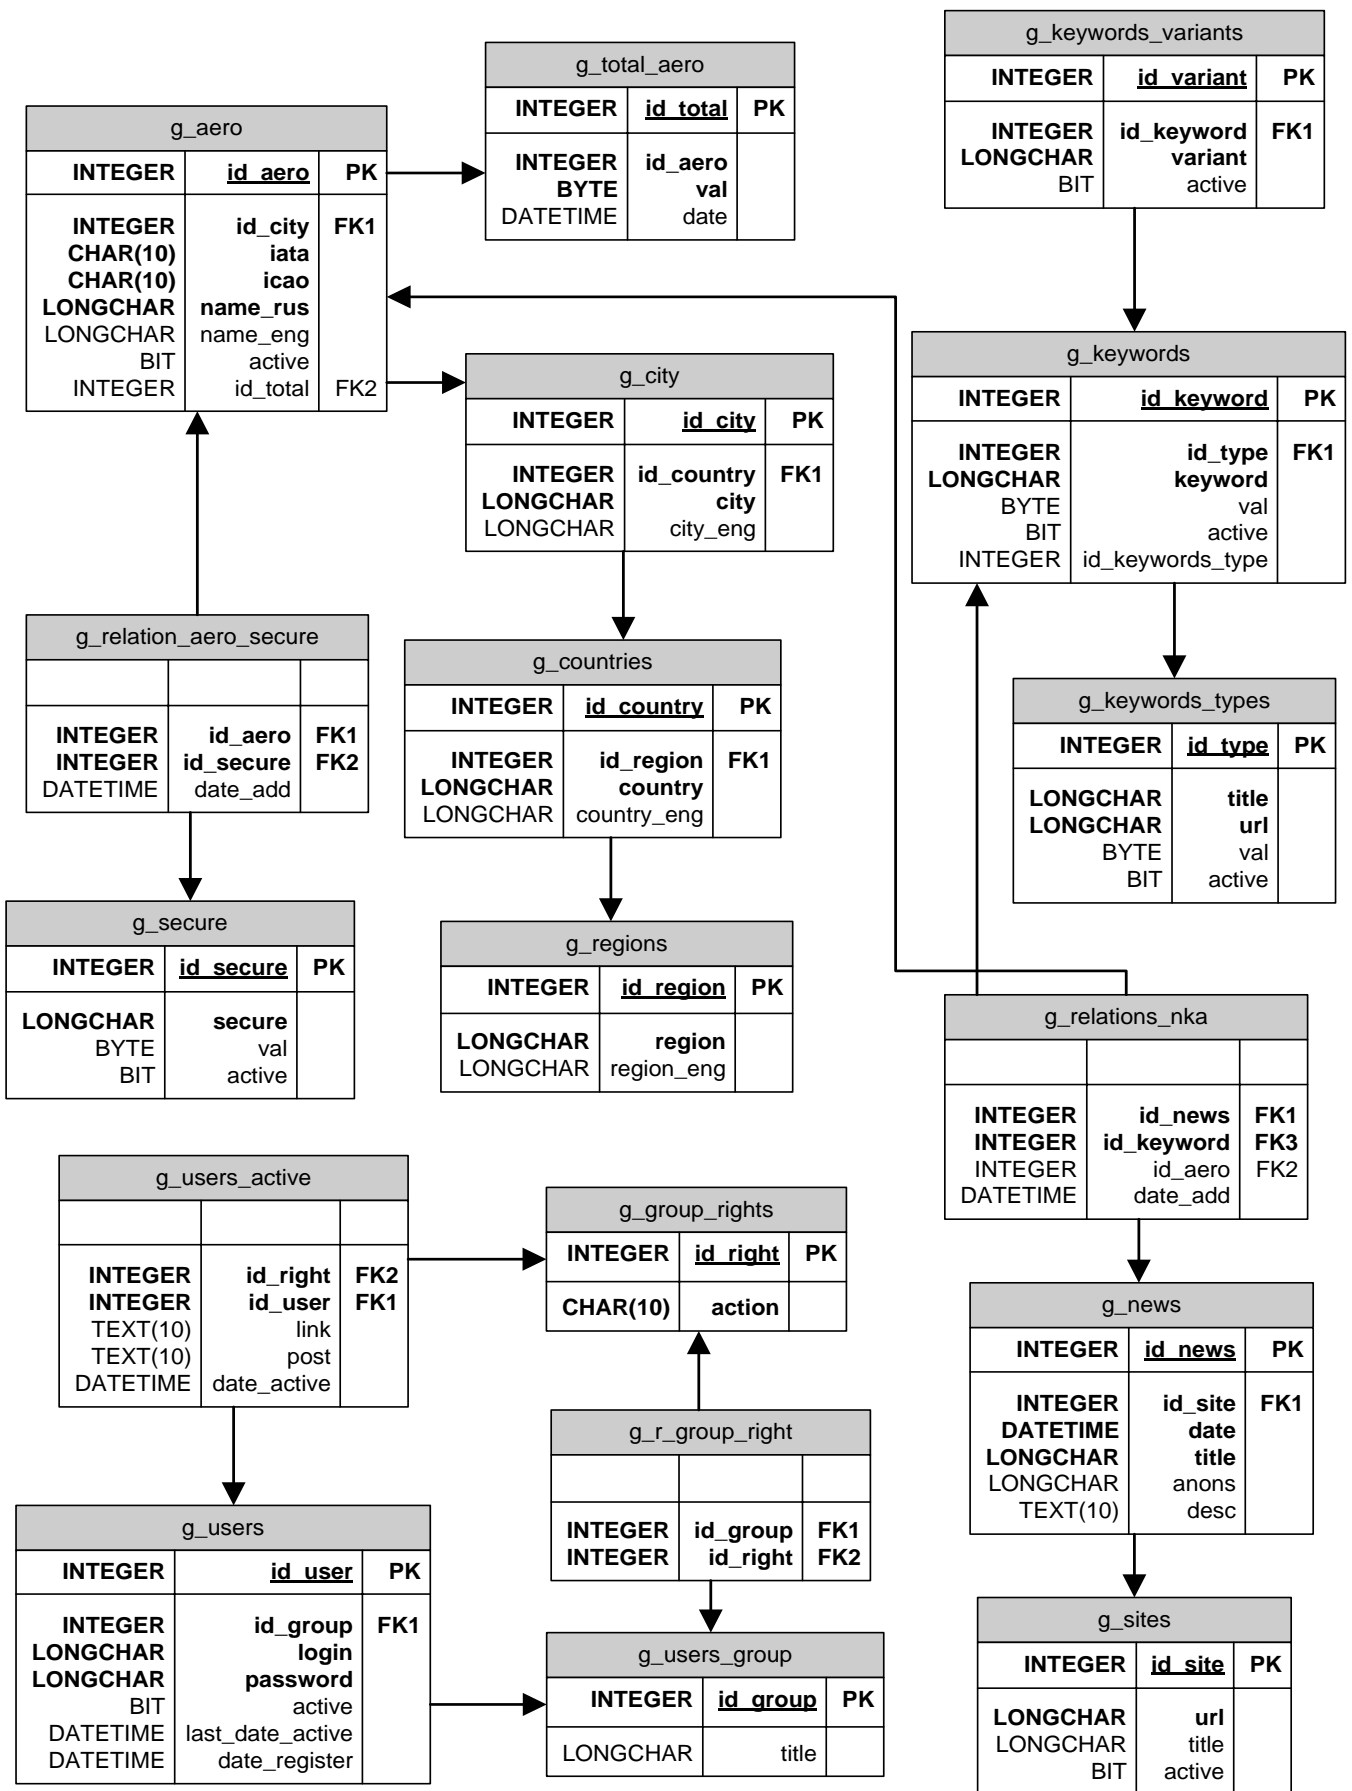 g_total_aero
INTEGER id_total PK
INTEGER id_aero
BYTE val
DATETIME date
g_keywords_variants
INTEGER id_variant PK
INTEGER id_keyword FK1
LONGCHAR variant
BIT active
g_aero
INTEGER id_aero PK
INTEGER id_city FK1
CHAR(10) iata
CHAR(10) icao
LONGCHAR name_rus
LONGCHAR name_eng
BIT active
INTEGER id_total FK2
g_city
INTEGER id_city PK
INTEGER id_country FK1
LONGCHAR city
LONGCHAR city_eng
g_keywords
INTEGER id_keyword PK
INTEGER id_type FK1
LONGCHAR keyword
BYTE val
BIT active
INTEGER id_keywords_type
g_relation_aero_secure
INTEGER id_aero FK1
INTEGER id_secure FK2
DATETIME date_add
g_countries
INTEGER id_country PK
INTEGER id_region FK1
LONGCHAR country
LONGCHAR country_eng
g_keywords_types
INTEGER id_type PK
LONGCHAR title
LONGCHAR url
BYTE val
BIT active
g_secure
INTEGER id_secure PK
LONGCHAR secure
BYTE val
BIT active
g_regions
INTEGER id_region PK
LONGCHAR region
LONGCHAR region_eng
g_relations_nka
INTEGER id_news FK1
INTEGER id_keyword FK3
INTEGER id_aero FK2
DATETIME date_add
g_users_active
INTEGER id_right FK2
INTEGER id_user FK1
TEXT(10) link
TEXT(10) post
DATETIME date_active
g_group_rights
INTEGER id_right PK
CHAR(10) action
g_news
INTEGER id_news PK
INTEGER id_site FK1
DATETIME date
LONGCHAR title
LONGCHAR anons
TEXT(10) desc
g_r_group_right
INTEGER id_group FK1
INTEGER id_right FK2
g_users
INTEGER id_user PK
INTEGER id_group FK1
LONGCHAR login
LONGCHAR password
BIT active
DATETIME last_date_active
DATETIME date_register
g_users_group
INTEGER id_group PK
LONGCHAR title
g_sites
INTEGER id_site PK
LONGCHAR url
LONGCHAR title
BIT active